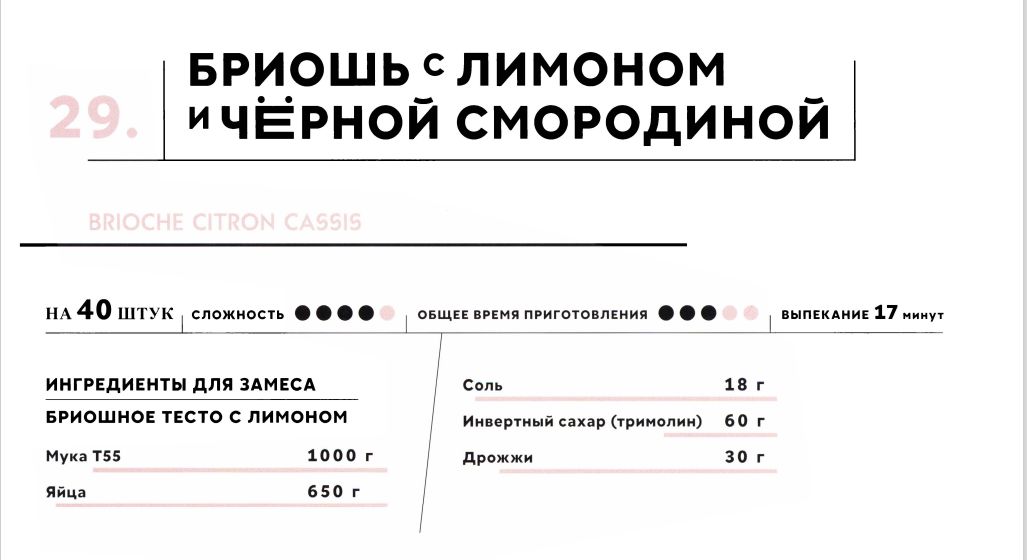 29.
БРИОШЬ С ЛИМОНОМ
И ЧЁРНОЙ СМОРОДИНОЙ
BRIOCHE CITRON CASSIS
НА 40 ШТУК СЛОЖНОСТЬ ОБЩЕЕ ВРЕМЯ ПРИГОТОВЛЕНИЯ ВЫПЕКАНИЕ 17 минут
ИНГРЕДИЕНТЫ ДЛЯ ЗАМЕСА
БРИОШНОЕ ТЕСТО С ЛИМОНОМ
Мука Т55 1000 г
Яйца 650 г
Соль 18 г
Инвертный сахар (тримолин) 60 г
Дрожжи 30 г